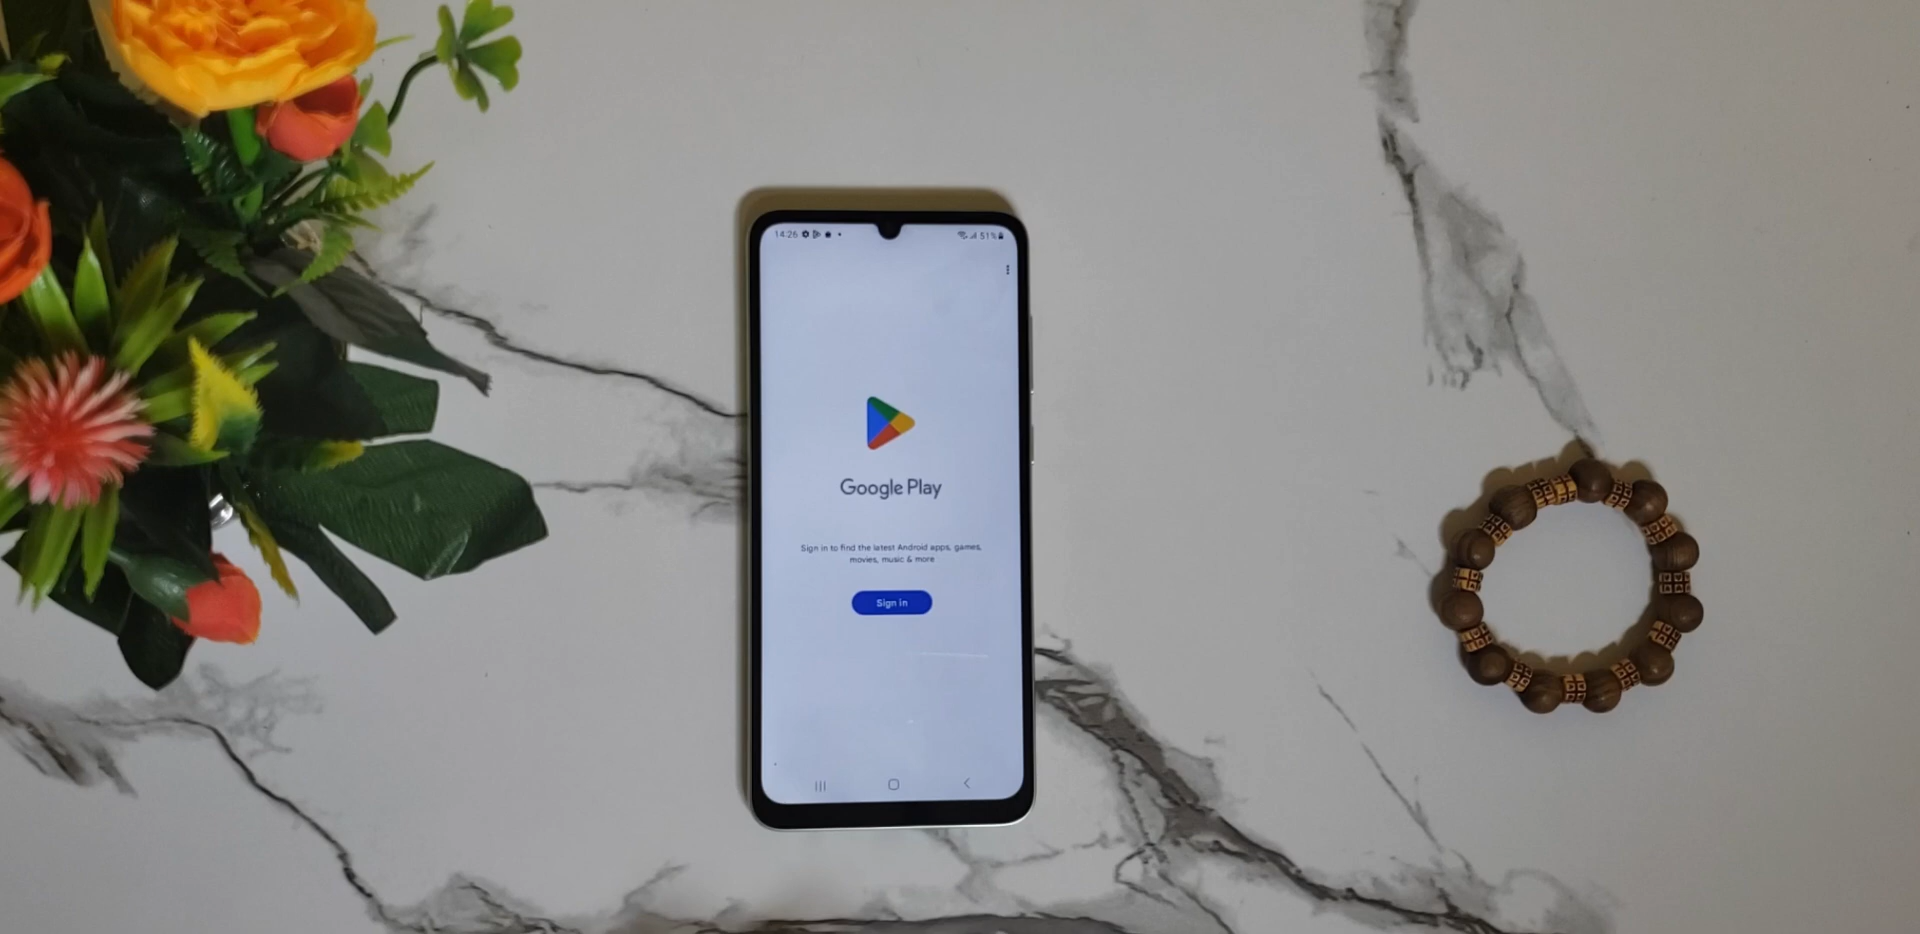 14:26
51%
Google Play
Sign in to find the latest Android apps, games,
movies, music & more
Sign in